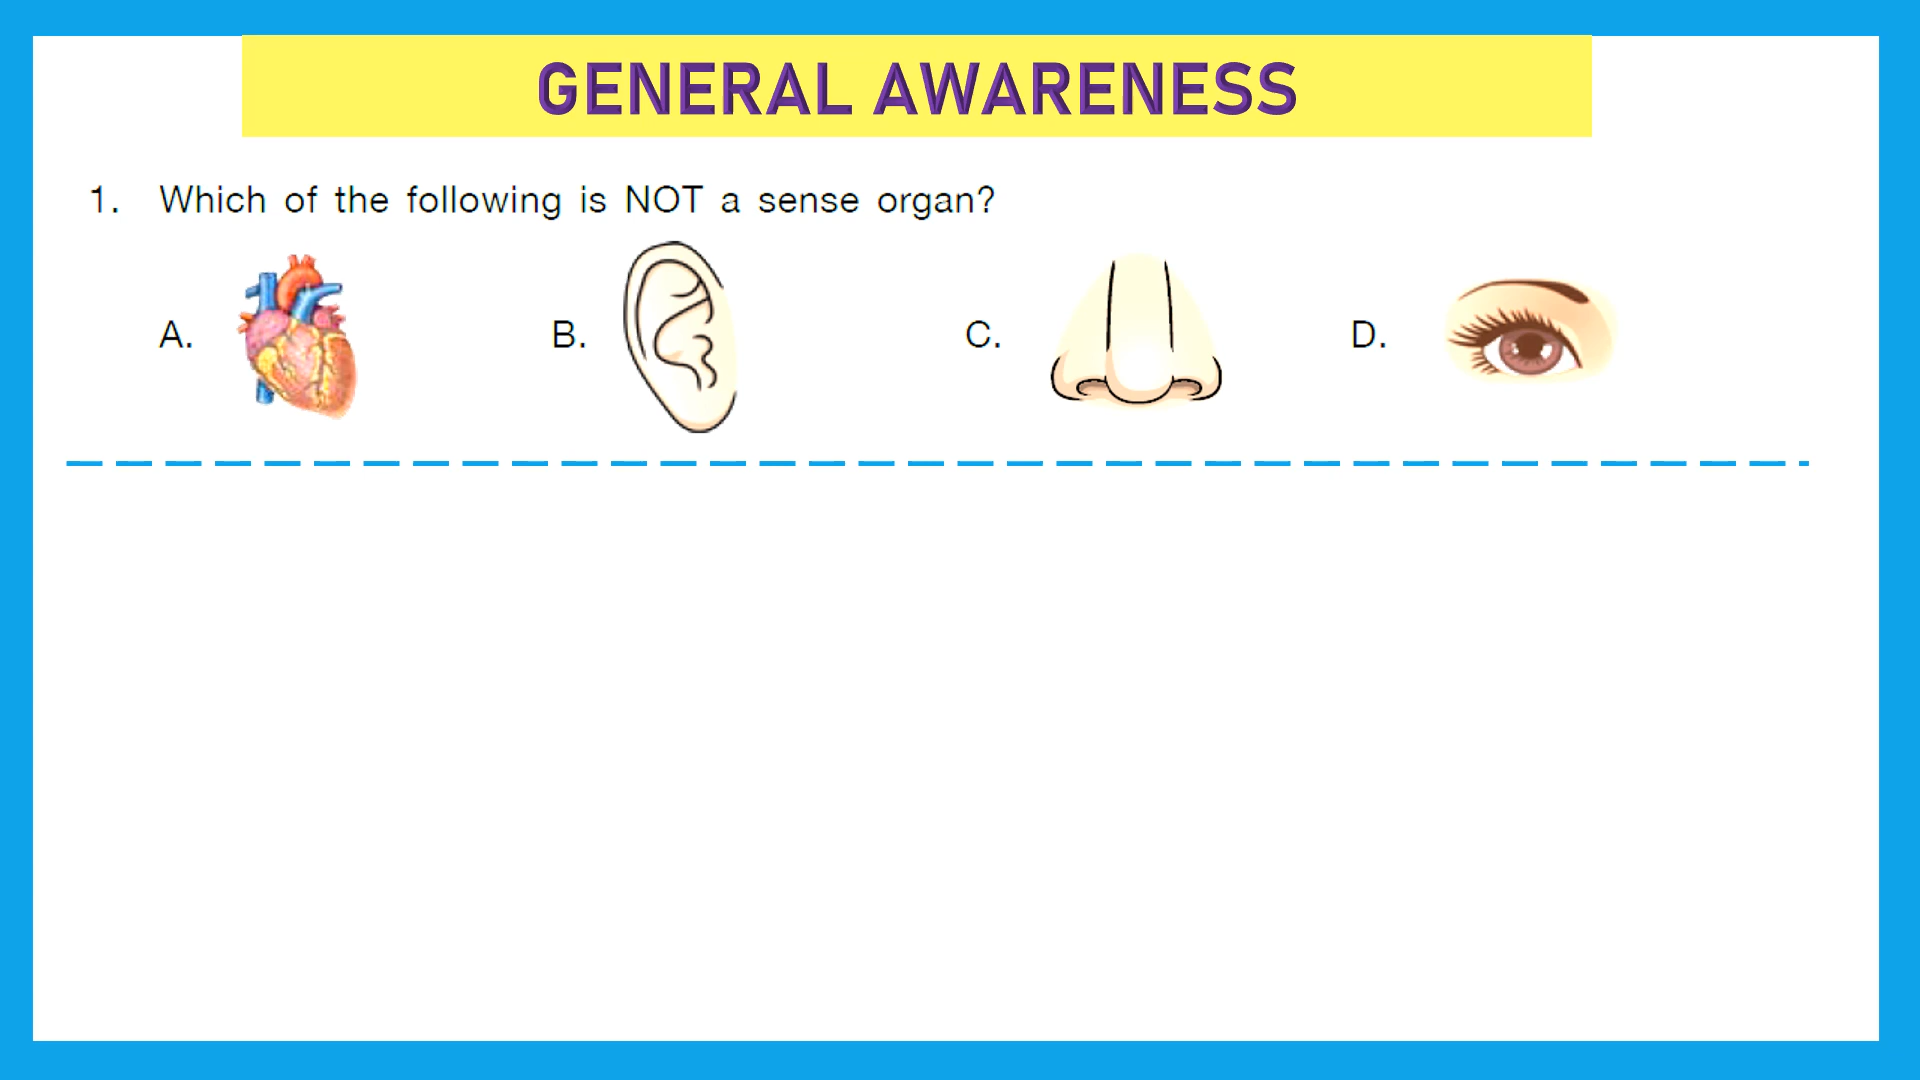 GENERAL AWARENESS
1. Which of the following is NOT a sense organ?
A. B. C. D.